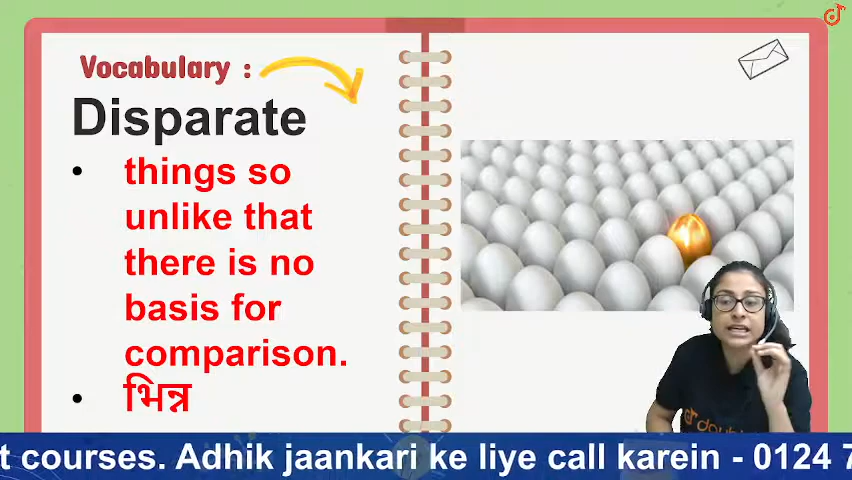 Vocabulary :
Disparate
• things so
unlike that
there is no
basis for
comparison.
• भिन्न
t courses. Adhik jaankari ke liye call karein - 0124 7